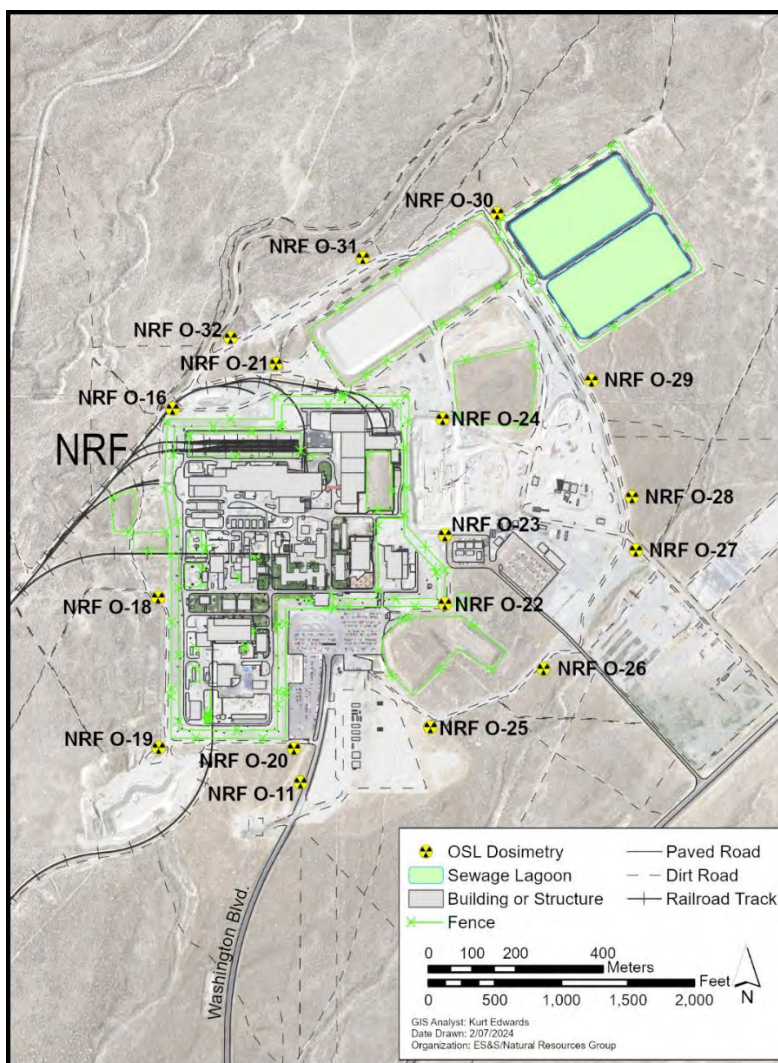 NRF O-30
NRF O-31
NRF O-32
NRF O-21
NRF O-29
NRF O-16
NRF O-24
NRF
NRF O-28
NRF O-23
NRF O-27
NRF O-18
NRF O-22
NRF O-26
NRF O-25
NRF O-19
NRF O-20
NRF O-11
Washington Blvd.
OSL Dosimetry
Paved Road
Sewage Lagoon
Dirt Road
Building or Structure
Railroad Track
Fence
0 100 200 400
Meters
Feet
0 500 1,000 1,500 2,000
N
GIS Analyst: Kurt Edwards
Date Drawn: 2/07/2024
Organization: ES&S/Natural Resources Group